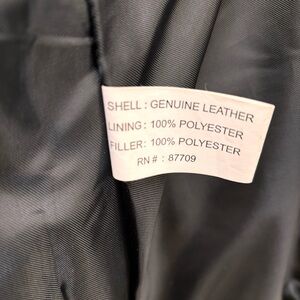 SHELL: GENUINE LEATHER
LINING: 100% POLYESTER
FILLER: 100% POLYESTER
RN # : 87709